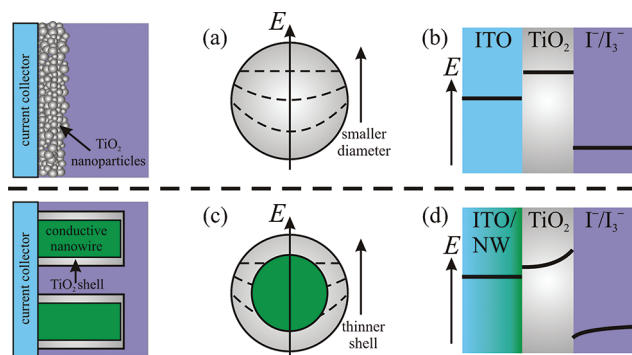 current collector
TiO₂
nanoparticles
(a)
E
smaller
diameter
(b)
ITO
TiO₂
I⁻/I₃⁻
E
current collector
conductive
nanowire
TiO₂ shell
(c)
E
thinner
shell
(d)
ITO/
NW
TiO₂
I⁻/I₃⁻
E